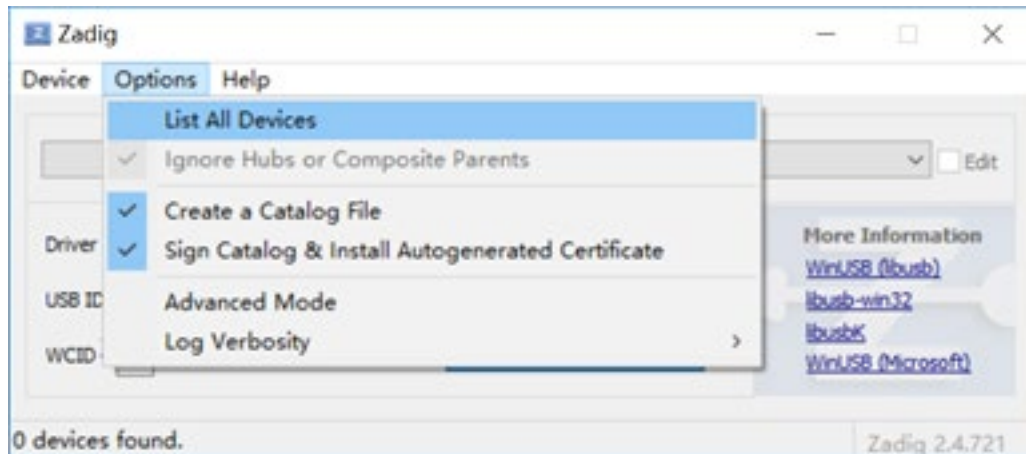 Zadig
Device Options Help
List All Devices
Ignore Hubs or Composite Parents
Edit
Create a Catalog File
Sign Catalog & Install Autogenerated Certificate
Advanced Mode
Log Verbosity
Driver
USB ID
WCID
More Information
WinUSB (libusb)
libusb-win32
libusbK
WinUSB (Microsoft)
0 devices found.
Zadig 2.4.721